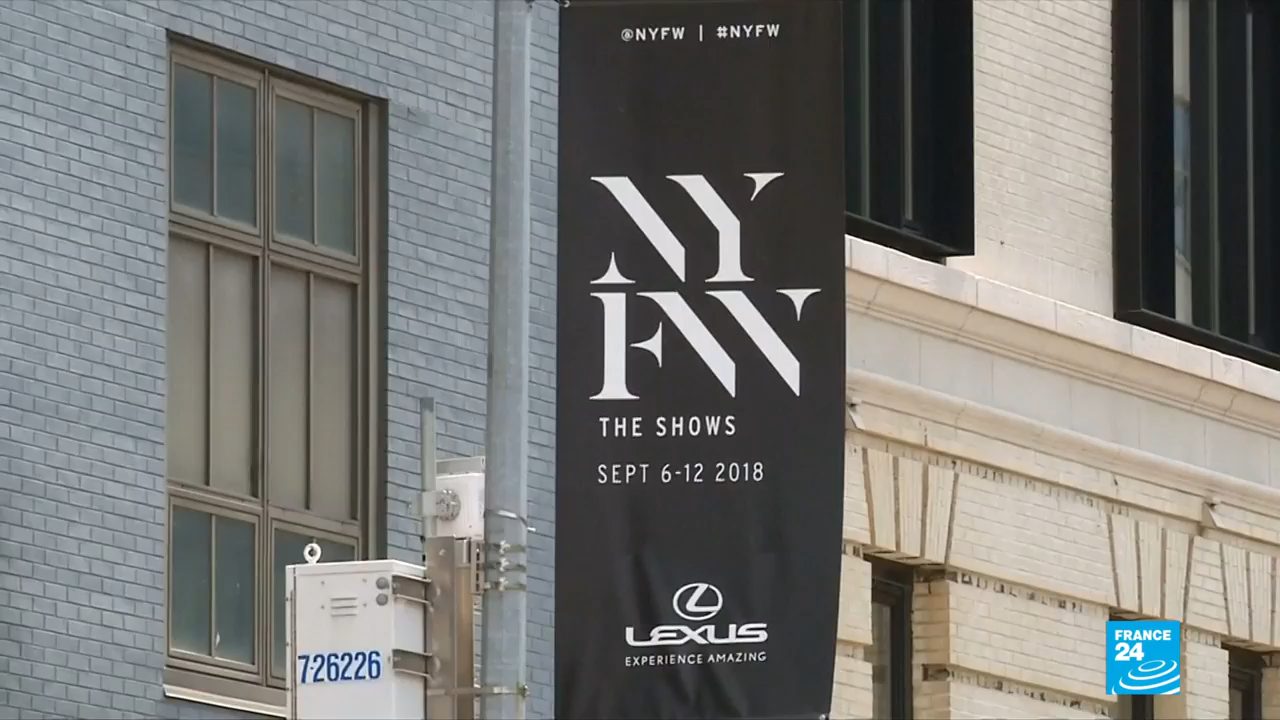 @NYFW | #NYFW
NY
FW
THE SHOWS
SEPT 6-12 2018
LEXUS
EXPERIENCE AMAZING
7-26226
FRANCE
24